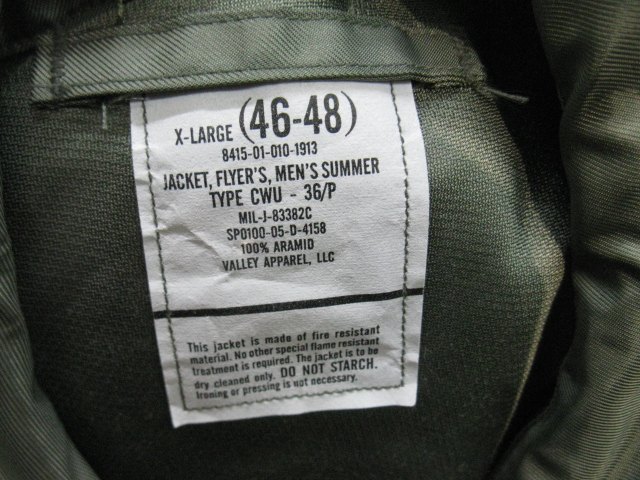 X-LARGE (46-48)
8415-01-010-1913
JACKET, FLYER'S, MEN'S SUMMER
TYPE CWU - 36/P
MIL-J-83382C
SPO100-05-D-4158
100% ARAMID
VALLEY APPAREL, LLC
This jacket is made of fire resistant
material. No other special flame resistant
treatment is required. The jacket is to be
dry cleaned only. DO NOT STARCH.
Ironing or pressing is not necessary.